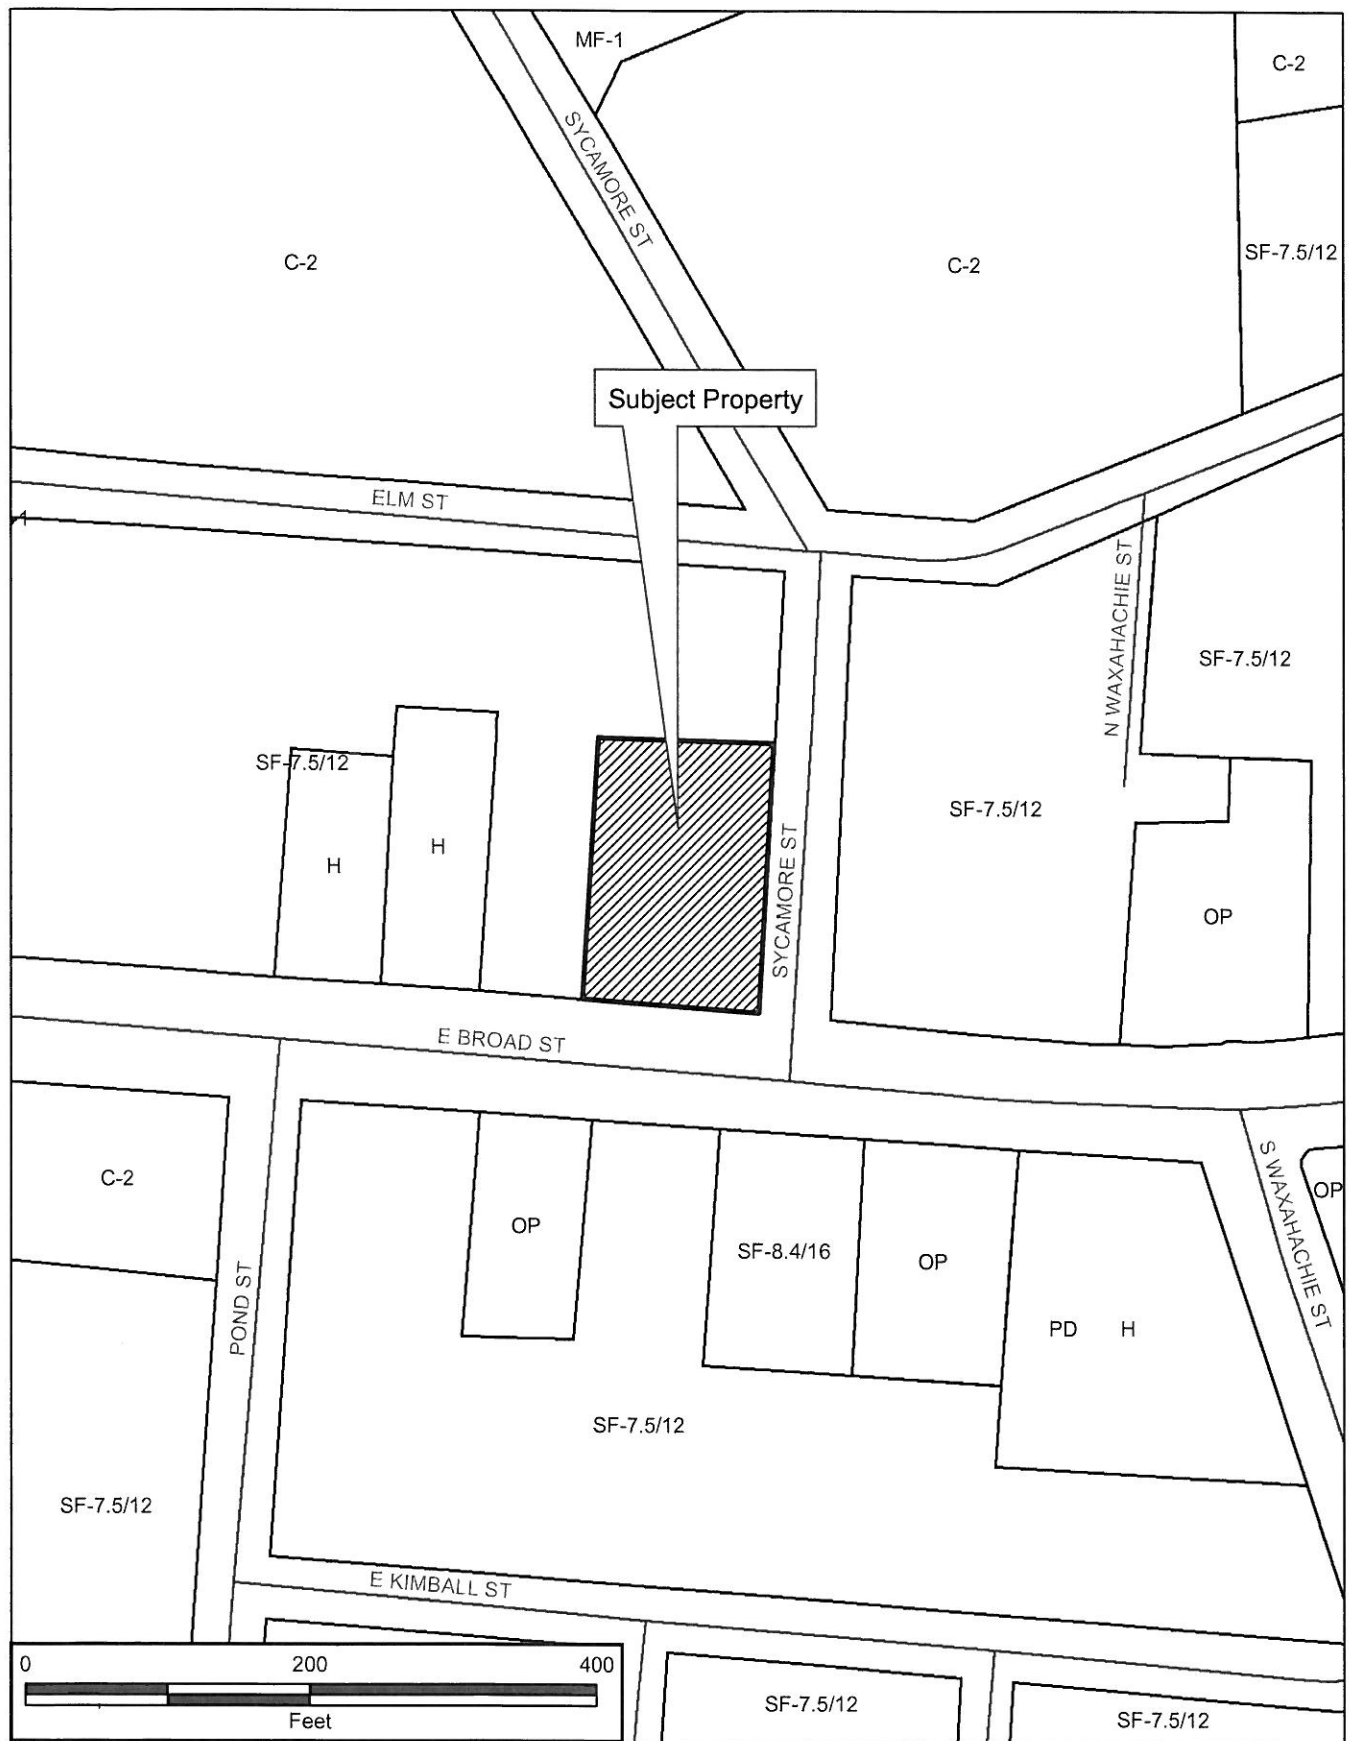 MF-1
C-2
SYCAMORE ST
C-2
C-2
SF-7.5/12
Subject Property
ELM ST
N WAXAHACHIE ST
SF-7.5/12
SF-7.5/12
H
H
SF-7.5/12
SYCAMORE ST
OP
E BROAD ST
C-2
OP
SF-8.4/16
OP
S WAXAHACHIE ST
OP
POND ST
PD H
SF-7.5/12
SF-7.5/12
E KIMBALL ST
0 200 400
Feet
SF-7.5/12
SF-7.5/12